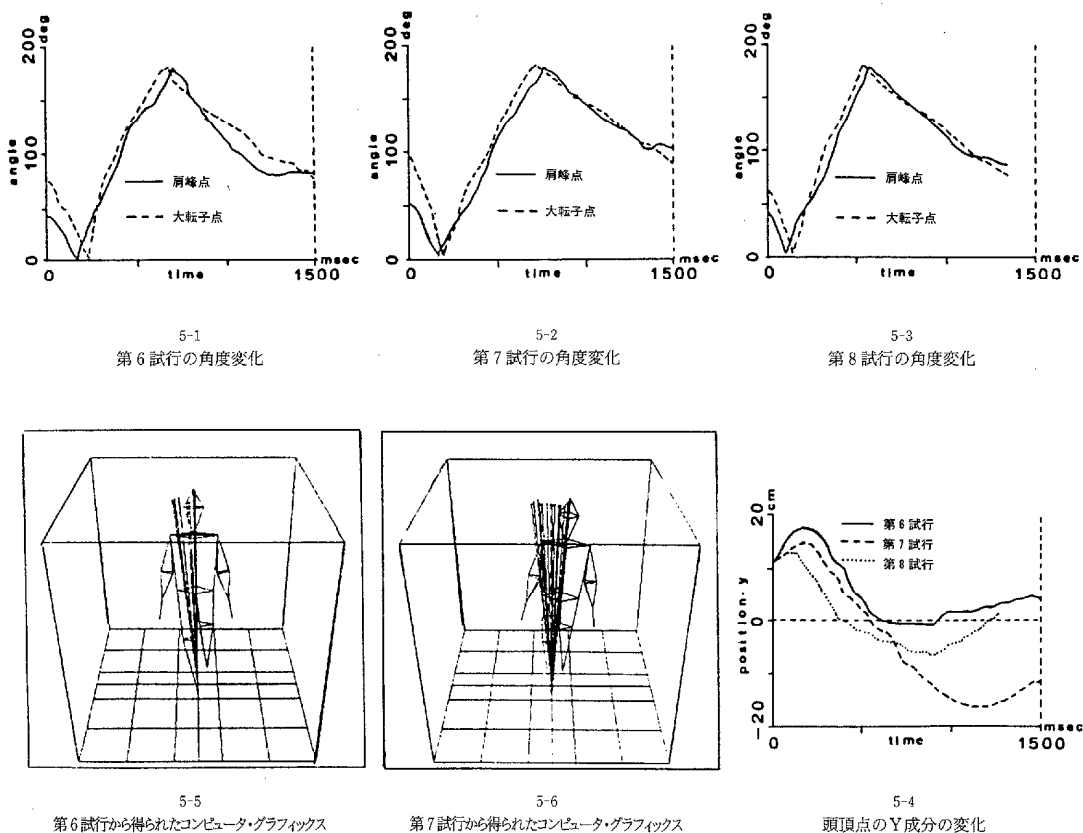 200
deg
100
angle
0
肩峰点
大転子点
0
time
1500
msec
5-1
第6試行の角度変化
200
deg
100
angle
0
肩峰点
大転子点
0
time
1500
msec
5-2
第7試行の角度変化
200
deg
100
angle
0
肩峰点
大転子点
0
time
1500
msec
5-3
第8試行の角度変化
5-5
第6試行から得られたコンピュータ・グラフィックス
5-6
第7試行から得られたコンピュータ・グラフィックス
20
cm
0
-20
position-y
第6試行
第7試行
第8試行
0
time
1500
msec
5-4
頭頂点のY成分の変化